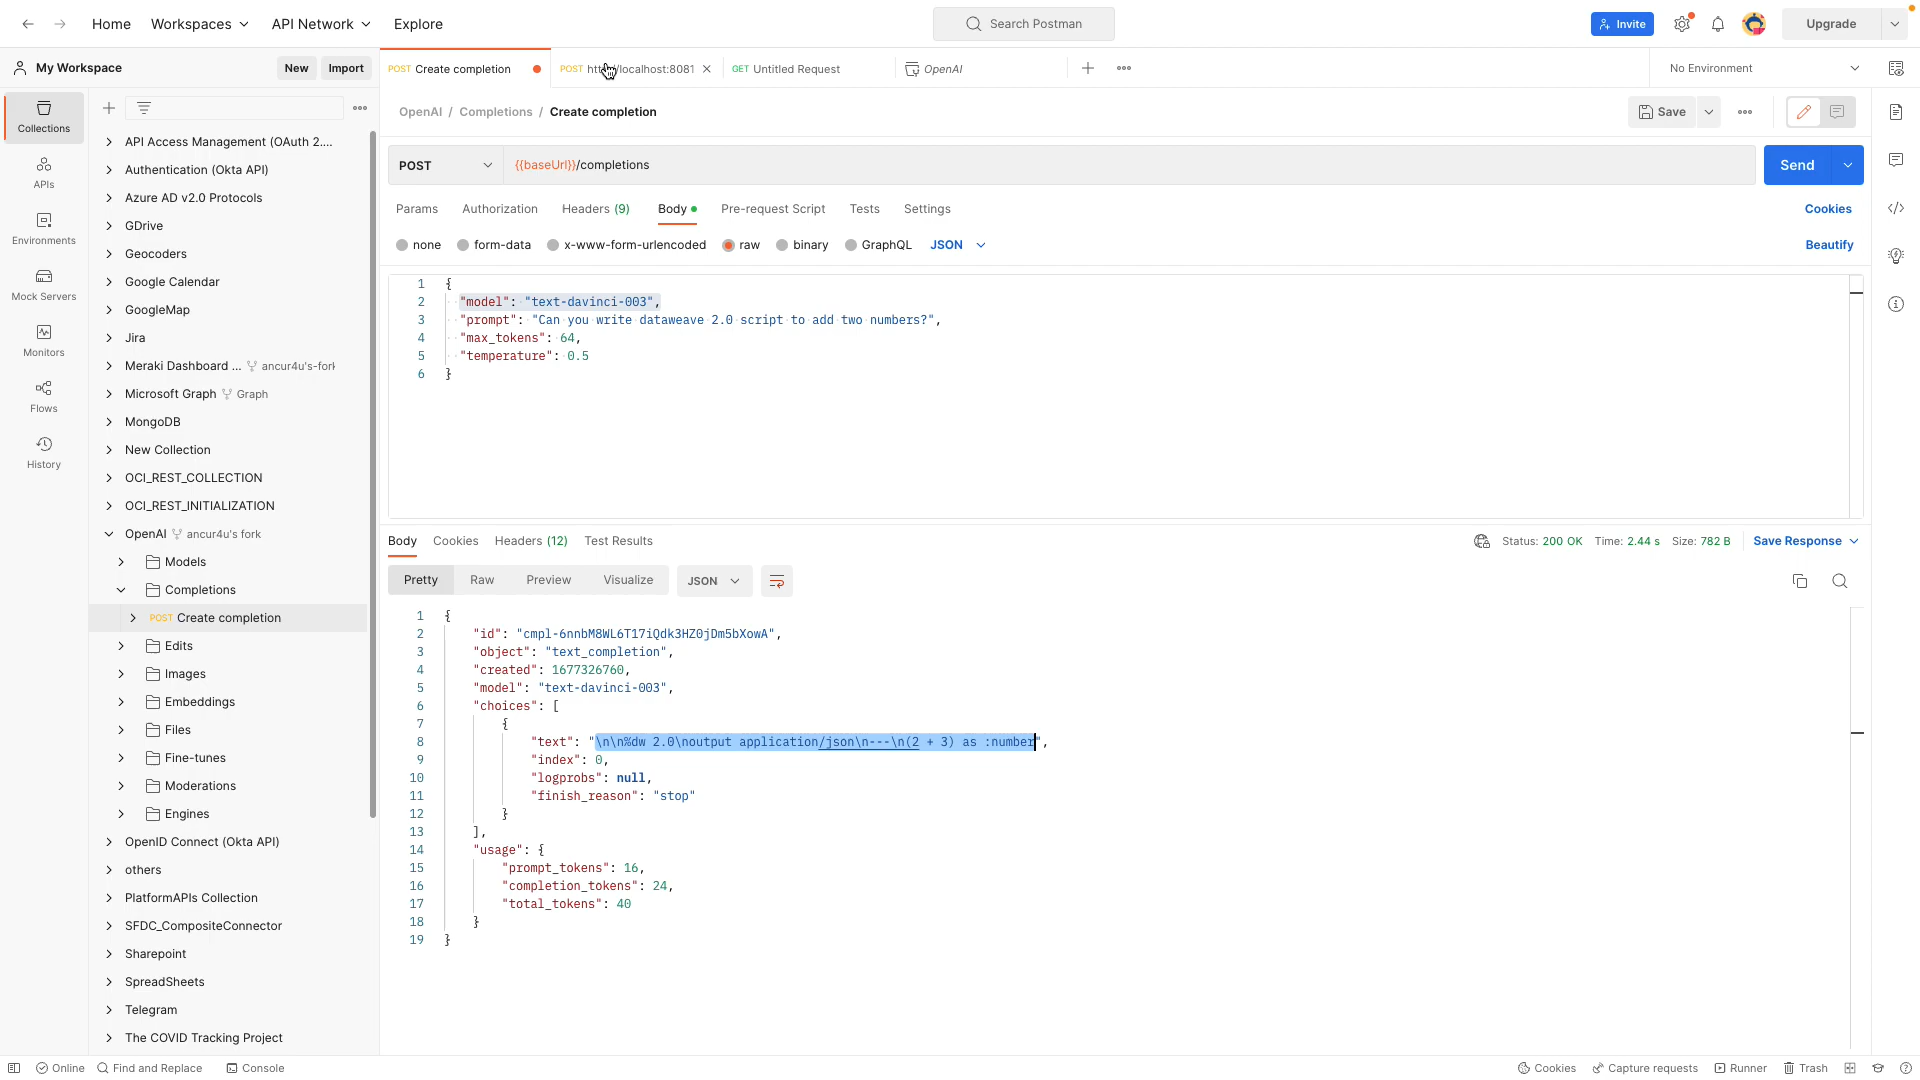 Home
Workspaces
API Network
Explore
Search Postman
Invite
Upgrade
My Workspace
New
Import
POST Create completion
POST http://localhost:8081
GET Untitled Request
OpenAI
No Environment
Collections
APIs
Environments
Mock Servers
Monitors
Flows
History
API Access Management (OAuth 2....
Authentication (Okta API)
Azure AD v2.0 Protocols
GDrive
Geocoders
Google Calendar
GoogleMap
Jira
Meraki Dashboard ... ancur4u's-fork
Microsoft Graph Graph
MongoDB
New Collection
OCI_REST_COLLECTION
OCI_REST_INITIALIZATION
OpenAI ancur4u's fork
Models
Completions
POST Create completion
Edits
Images
Embeddings
Files
Fine-tunes
Moderations
Engines
OpenID Connect (Okta API)
others
PlatformAPIs Collection
SFDC_CompositeConnector
Sharepoint
SpreadSheets
Telegram
The COVID Tracking Project
OpenAI / Completions / Create completion
Save
POST
{{baseUrl}}/completions
Send
Params
Authorization
Headers (9)
Body
Pre-request Script
Tests
Settings
Cookies
none
form-data
x-www-form-urlencoded
raw
binary
GraphQL
JSON
Beautify
1 {
2 "model": "text-davinci-003",
3 "prompt": "Can you write dataweave 2.0 script to add two numbers?",
4 "max_tokens": 64,
5 "temperature": 0.5
6 }
Body
Cookies
Headers (12)
Test Results
Status: 200 OK
Time: 2.44 s
Size: 782 B
Save Response
Pretty
Raw
Preview
Visualize
JSON
1 {
2 "id": "cmpl-6nnbM8WL6T17iQdk3HZ0jDm5bXowA",
3 "object": "text_completion",
4 "created": 1677326760,
5 "model": "text-davinci-003",
6 "choices": [
7 {
8 "text": "\n\n%dw 2.0\noutput application/json\n---\n(2 + 3) as :number",
9 "index": 0,
10 "logprobs": null,
11 "finish_reason": "stop"
12 }
13 ],
14 "usage": {
15 "prompt_tokens": 16,
16 "completion_tokens": 24,
17 "total_tokens": 40
18 }
19 }
Online
Find and Replace
Console
Cookies
Capture requests
Runner
Trash